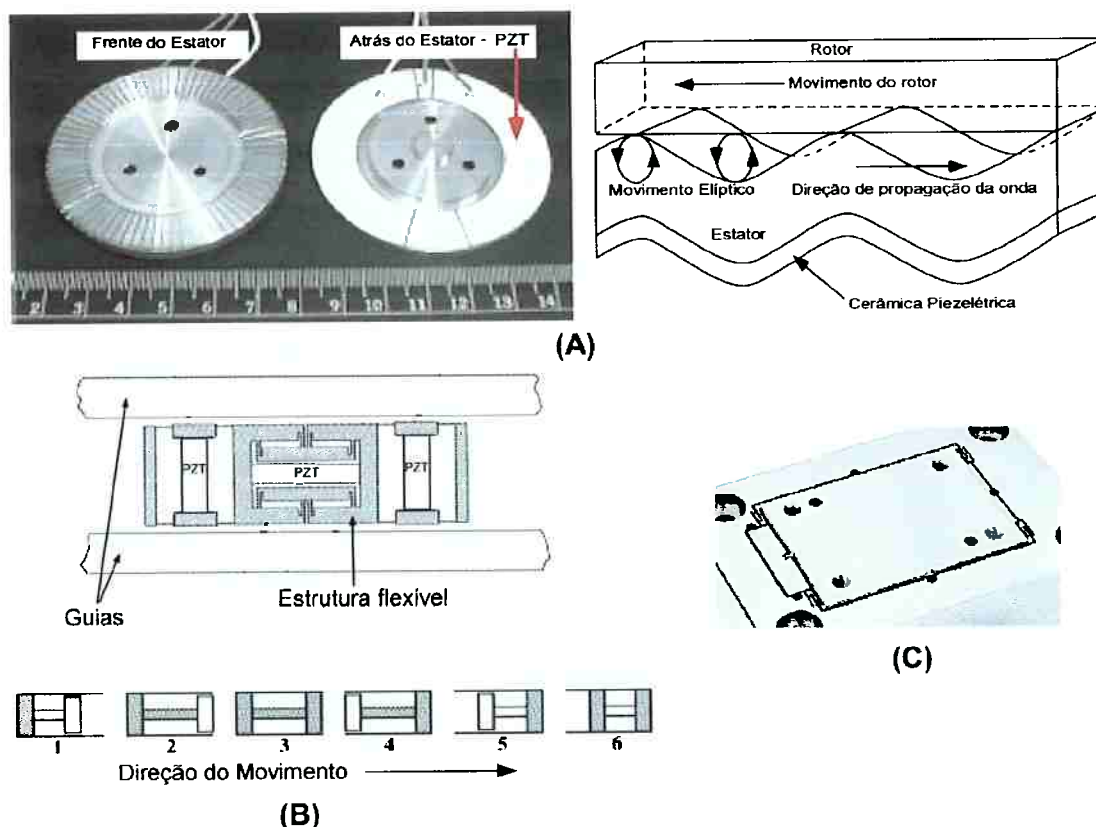 Frente do Estator
Atrás do Estator - PZT
2 3 4 5 6 7 8 9 10 11 12 13 14
Rotor
Movimento do rotor
Movimento Elíptico
Direção de propagação da onda
Estator
Cerâmica Piezelétrica
(A)
PZT
PZT
PZT
Guias
Estrutura flexível
(C)
1 2 3 4 5 6
Direção do Movimento
(B)